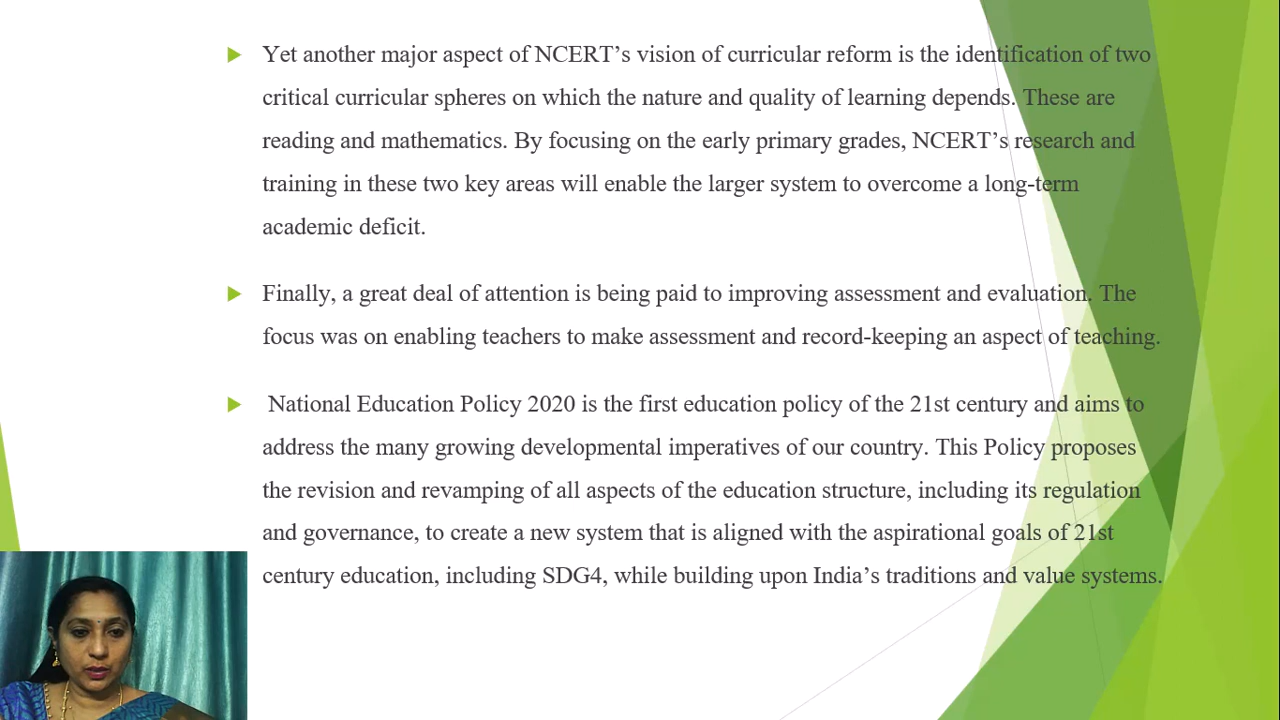 Yet another major aspect of NCERT’s vision of curricular reform is the identification of two
critical curricular spheres on which the nature and quality of learning depends. These are
reading and mathematics. By focusing on the early primary grades, NCERT’s research and
training in these two key areas will enable the larger system to overcome a long-term
academic deficit.
Finally, a great deal of attention is being paid to improving assessment and evaluation. The
focus was on enabling teachers to make assessment and record-keeping an aspect of teaching.
National Education Policy 2020 is the first education policy of the 21st century and aims to
address the many growing developmental imperatives of our country. This Policy proposes
the revision and revamping of all aspects of the education structure, including its regulation
and governance, to create a new system that is aligned with the aspirational goals of 21st
century education, including SDG4, while building upon India’s traditions and value systems.